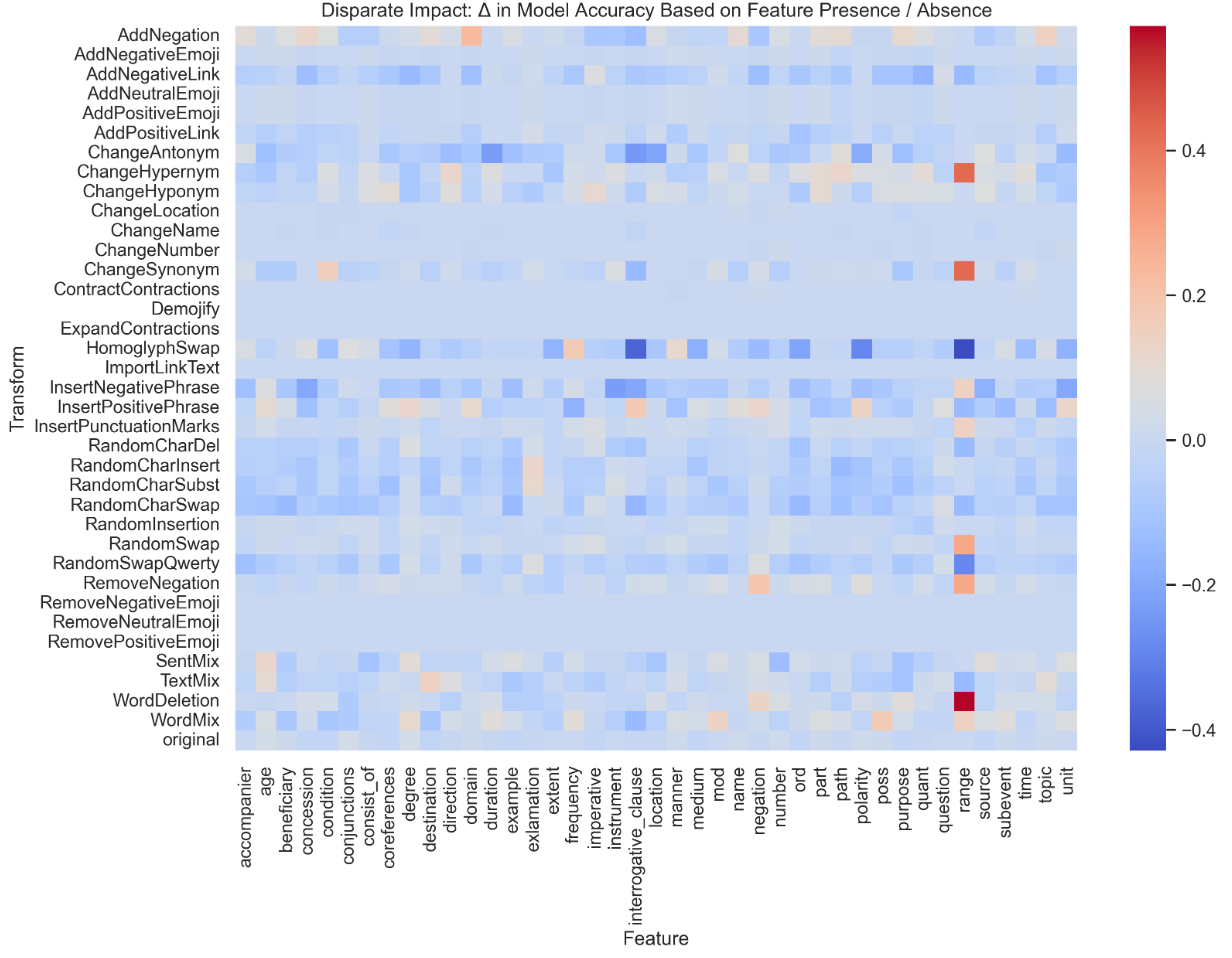 Disparate Impact: Δ in Model Accuracy Based on Feature Presence / Absence
AddNegation
AddNegativeEmoji
AddNegativeLink
AddNeutralEmoji
AddPositiveEmoji
AddPositiveLink
ChangeAntonym
ChangeHypernym
ChangeHyponym
ChangeLocation
ChangeName
ChangeNumber
ChangeSynonym
ContractContractions
Demojify
ExpandContractions
HomoglyphSwap
ImportLinkText
InsertNegativePhrase
InsertPositivePhrase
InsertPunctuationMarks
RandomCharDel
RandomCharInsert
RandomCharSubst
RandomCharSwap
RandomInsertion
RandomSwap
RandomSwapQwerty
RemoveNegation
RemoveNegativeEmoji
RemoveNeutralEmoji
RemovePositiveEmoji
SentMix
TextMix
WordDeletion
WordMix
original
Transform
accompanier
age
beneficiary
concession
condition
conjunctions
consist_of
coreferences
degree
destination
direction
domain
duration
example
exlamation
extent
frequency
imperative
instrument
interrogative_clause
location
manner
medium
mod
name
negation
number
ord
part
path
polarity
poss
purpose
quant
question
range
source
subevent
time
topic
unit
Feature
0.4
0.2
0.0
−0.2
−0.4